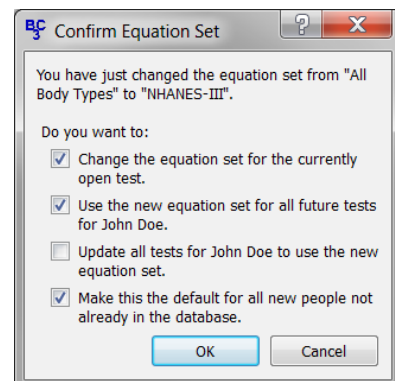 BC3 Confirm Equation Set
?
X
You have just changed the equation set from "All
Body Types" to "NHANES-III".
Do you want to:
Change the equation set for the currently
open test.
Use the new equation set for all future tests
for John Doe.
Update all tests for John Doe to use the new
equation set.
Make this the default for all new people not
already in the database.
OK Cancel